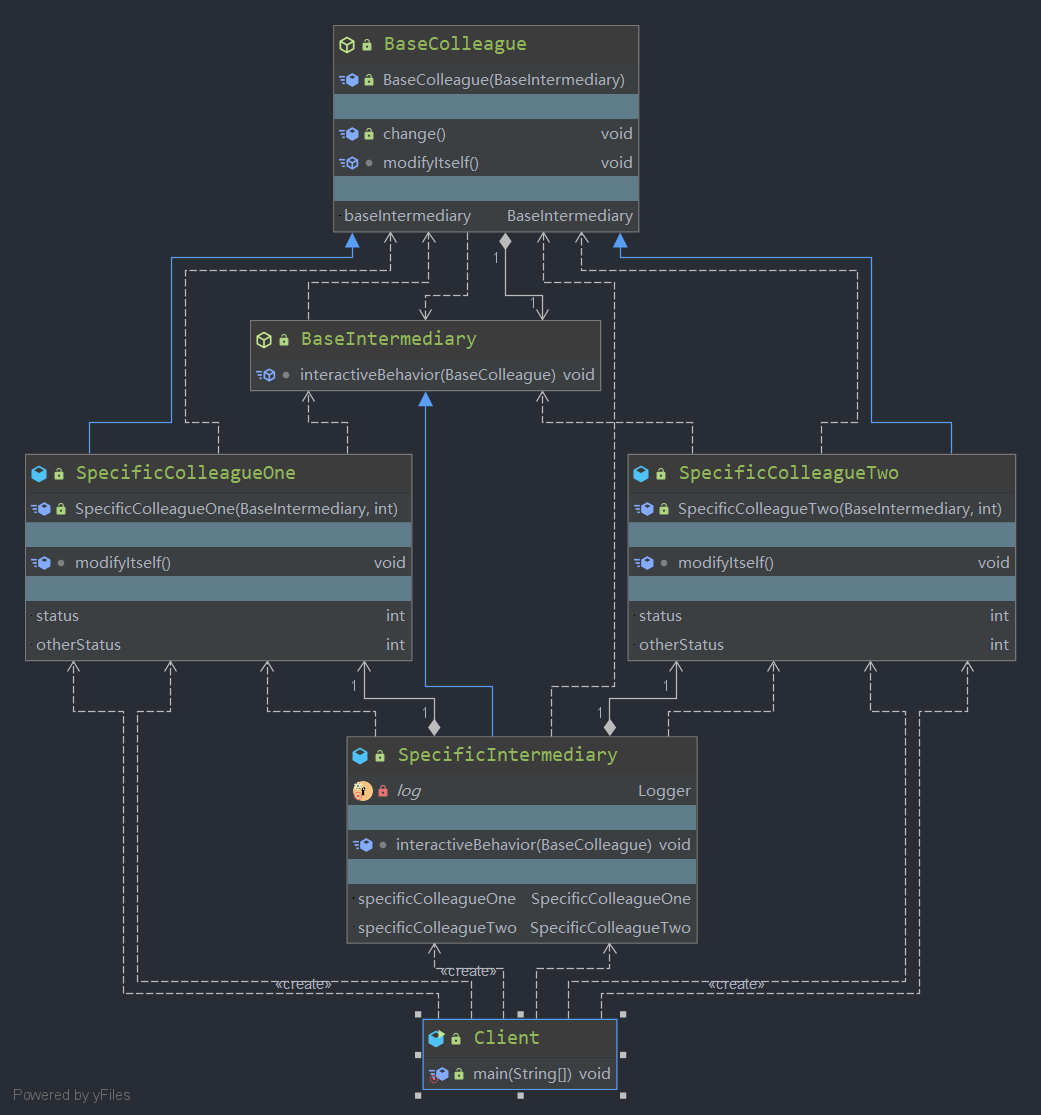 BaseColleague
BaseColleague(BaseIntermediary)
change() void
modifyItself() void
baseIntermediary BaseIntermediary
1
1
BaseIntermediary
interactiveBehavior(BaseColleague) void
SpecificColleagueOne
SpecificColleagueOne(BaseIntermediary, int)
modifyItself() void
status int
otherStatus int
SpecificColleagueTwo
SpecificColleagueTwo(BaseIntermediary, int)
modifyItself() void
status int
otherStatus int
1
1
1
1
SpecificIntermediary
log Logger
interactiveBehavior(BaseColleague) void
specificColleagueOne SpecificColleagueOne
specificColleagueTwo SpecificColleagueTwo
«create»
«create»
«create»
Client
main(String[]) void
Powered by yFiles